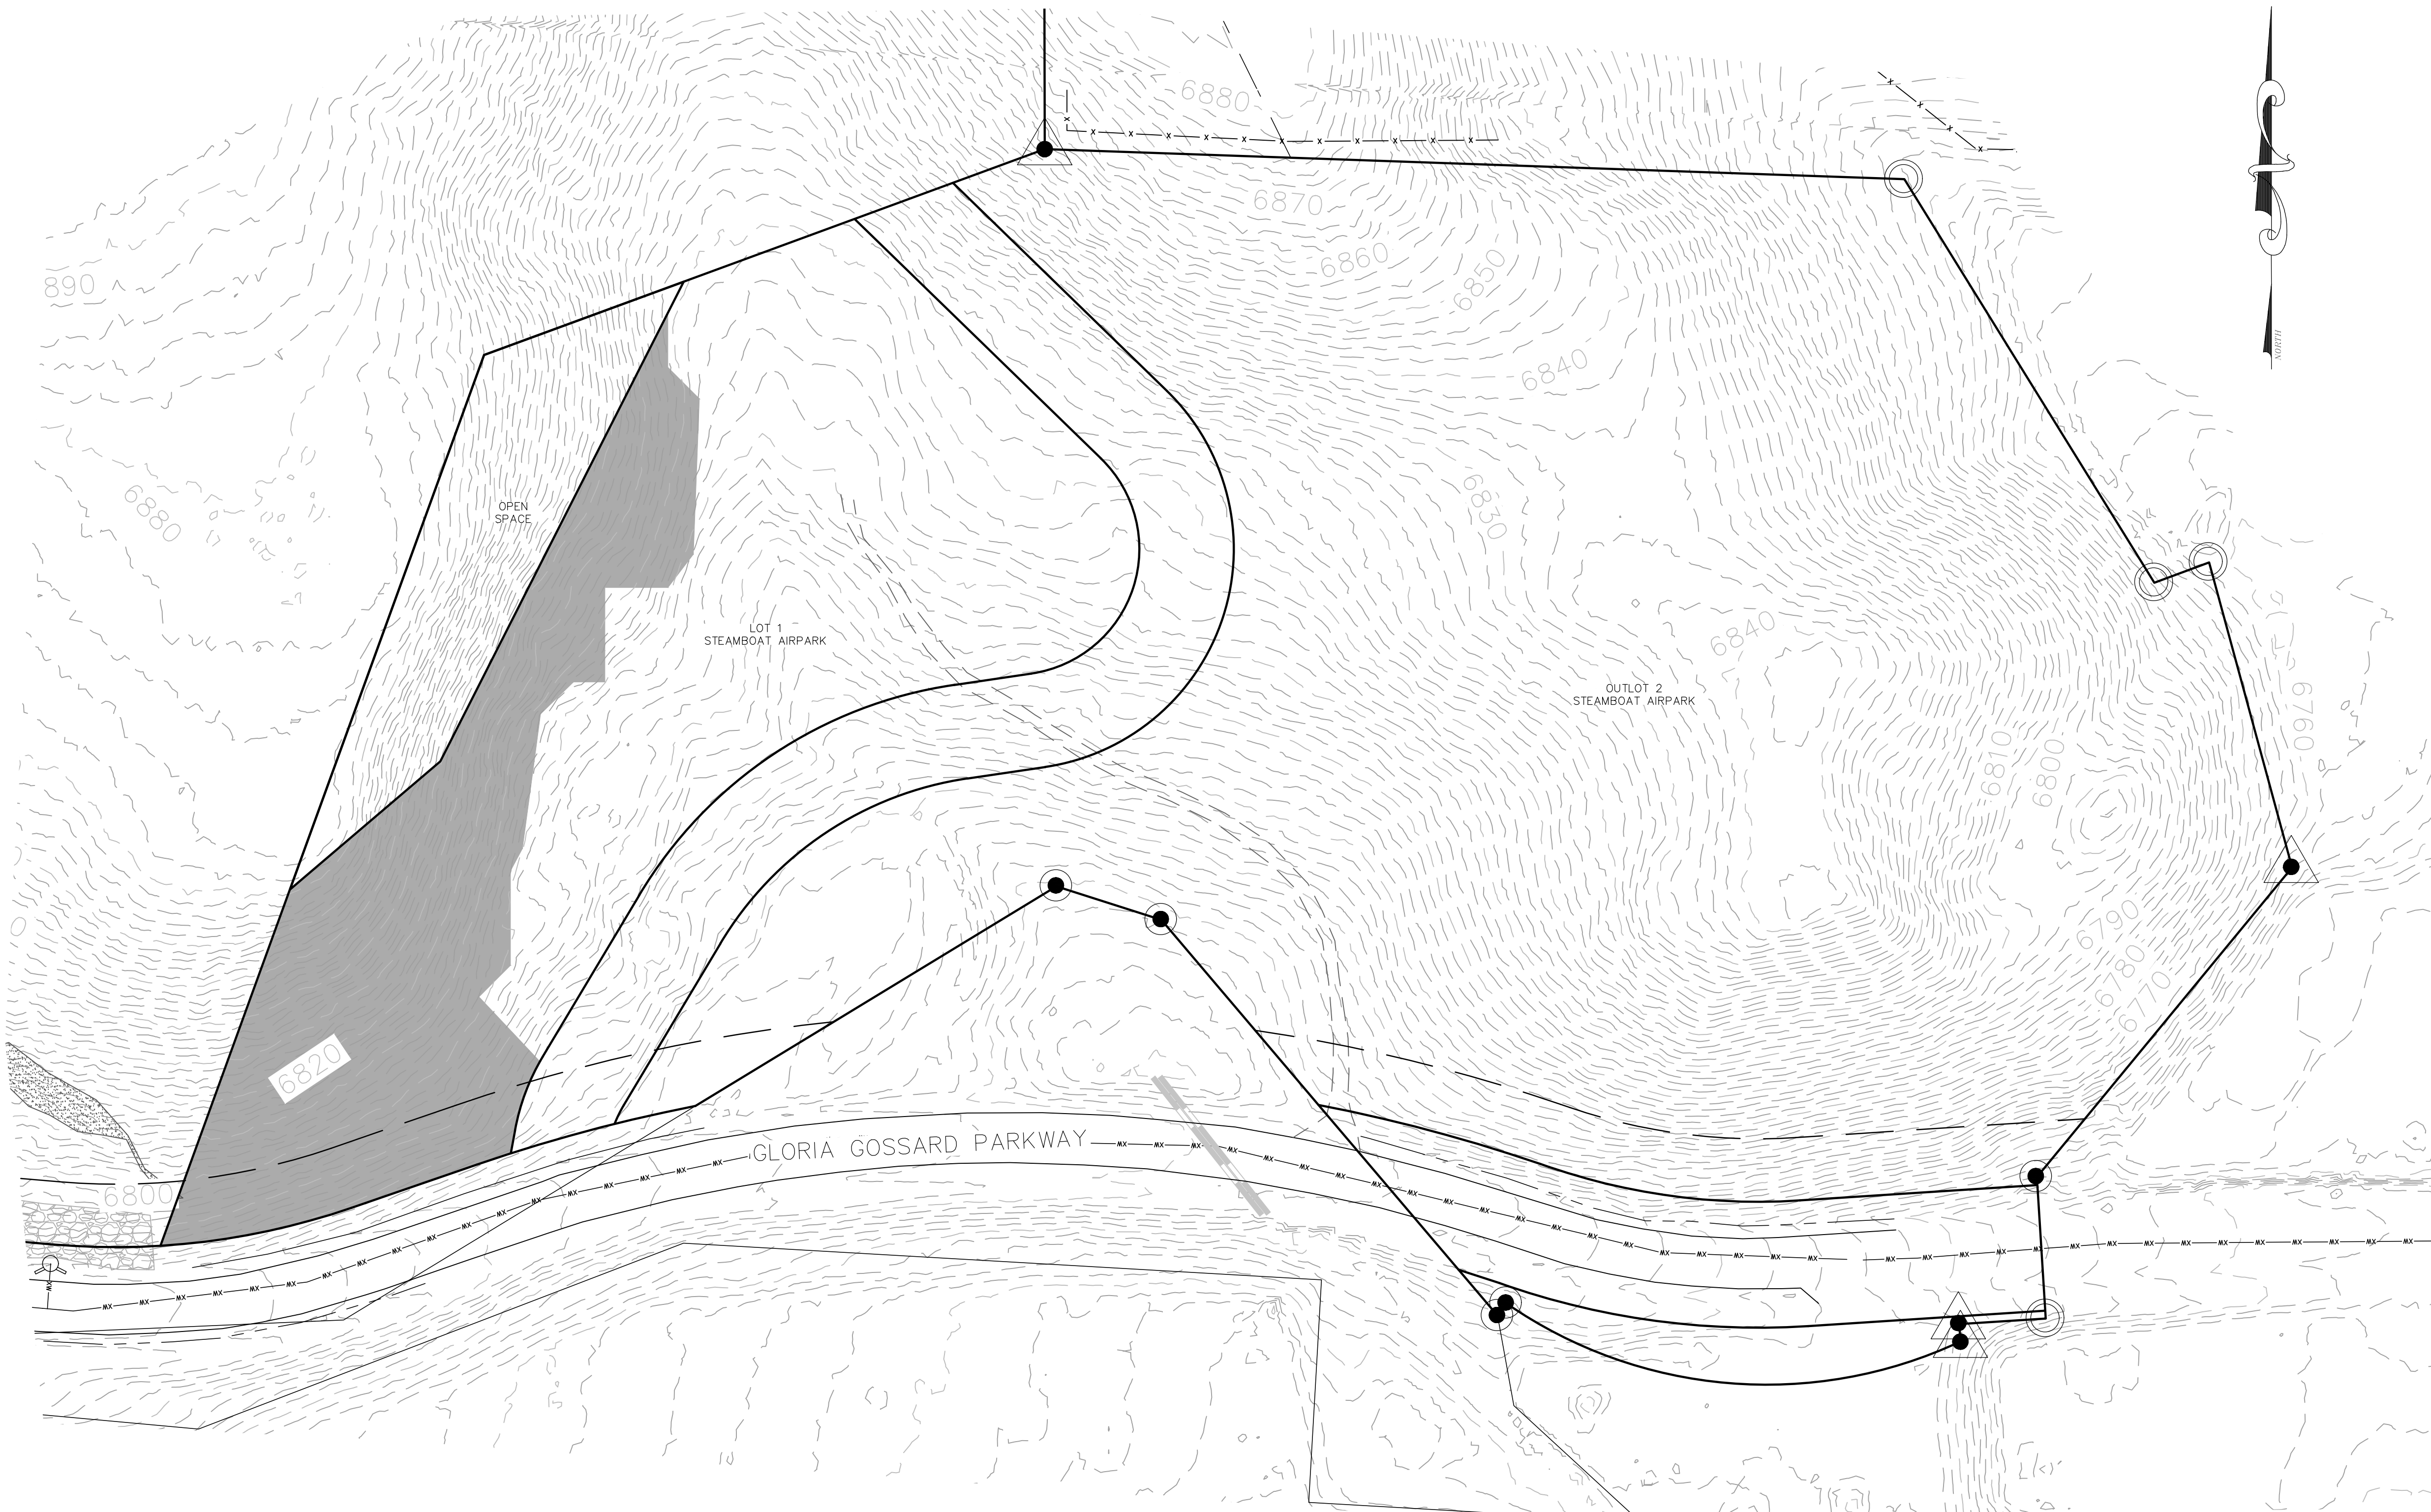 6880
NORTH
6870
6860
6850
890
6840
6880
OPEN
SPACE
6830
LOT 1
STEAMBOAT AIRPARK
6840
OUTLOT 2
STEAMBOAT AIRPARK
6760
6810
6800
6790
6780
6770
6820
GLORIA GOSSARD PARKWAY
6800